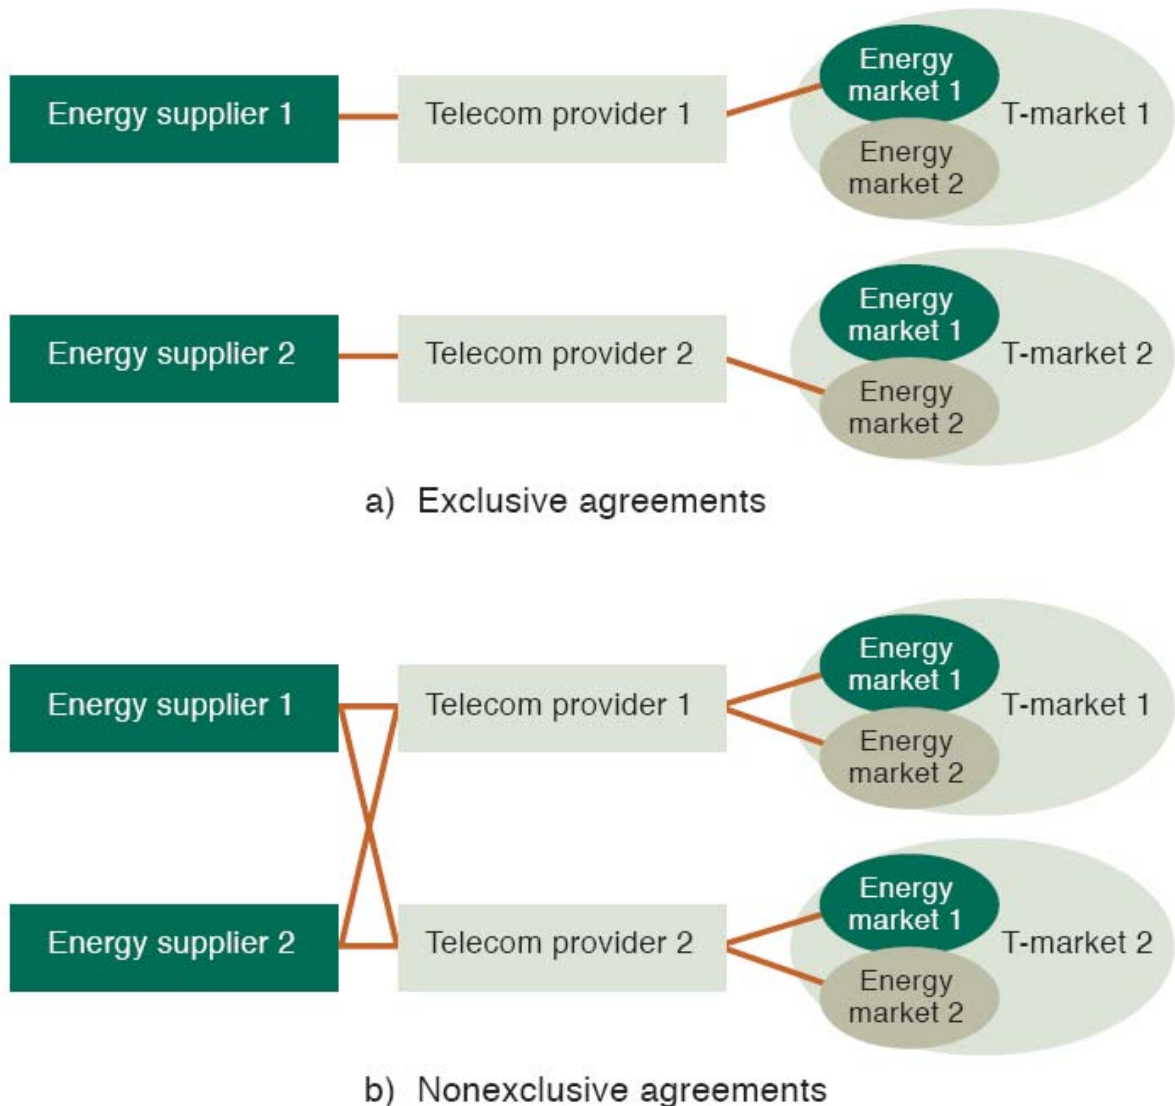 Energy supplier 1
Telecom provider 1
Energy
market 1
Energy
market 2
T-market 1
Energy supplier 2
Telecom provider 2
Energy
market 1
Energy
market 2
T-market 2
a) Exclusive agreements
Energy supplier 1
Telecom provider 1
Energy
market 1
Energy
market 2
T-market 1
Energy supplier 2
Telecom provider 2
Energy
market 1
Energy
market 2
T-market 2
b) Nonexclusive agreements